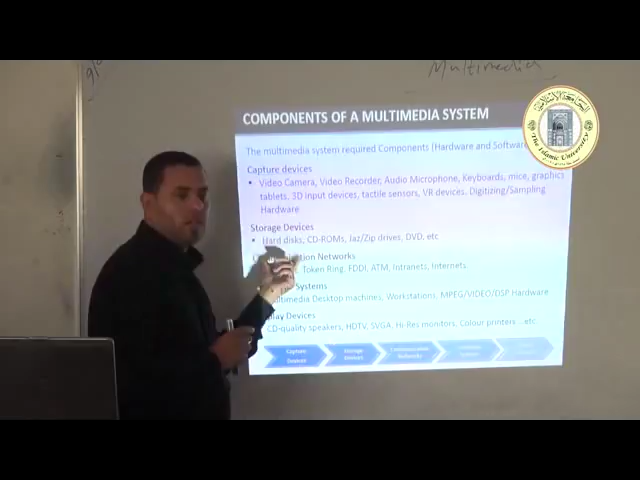 Multimedia
COMPONENTS OF A MULTIMEDIA SYSTEM
The multimedia system required Components (Hardware and Software
Capture devices
• Video Camera, Video Recorder, Audio Microphone, Keyboards, mice, graphics
tablets, 3D input devices, tactile sensors, VR devices. Digitizing/Sampling
Hardware
Storage Devices
• Hard disks, CD-ROMs, Jaz/Zip drives, DVD, etc
Networks
Token Ring, FDDI, ATM, Intranets, Internets
Systems
Desktop machines, Workstations, MPEG/VIDEO/DSP Hardware
Devices
CD-quality speakers, HDTV, SVGA, Hi-Res monitors, Colour printers ...etc
Capture
Devices
Storage
Devices
Communication
Networks
الجامعة الإسلامية
The Islamic University